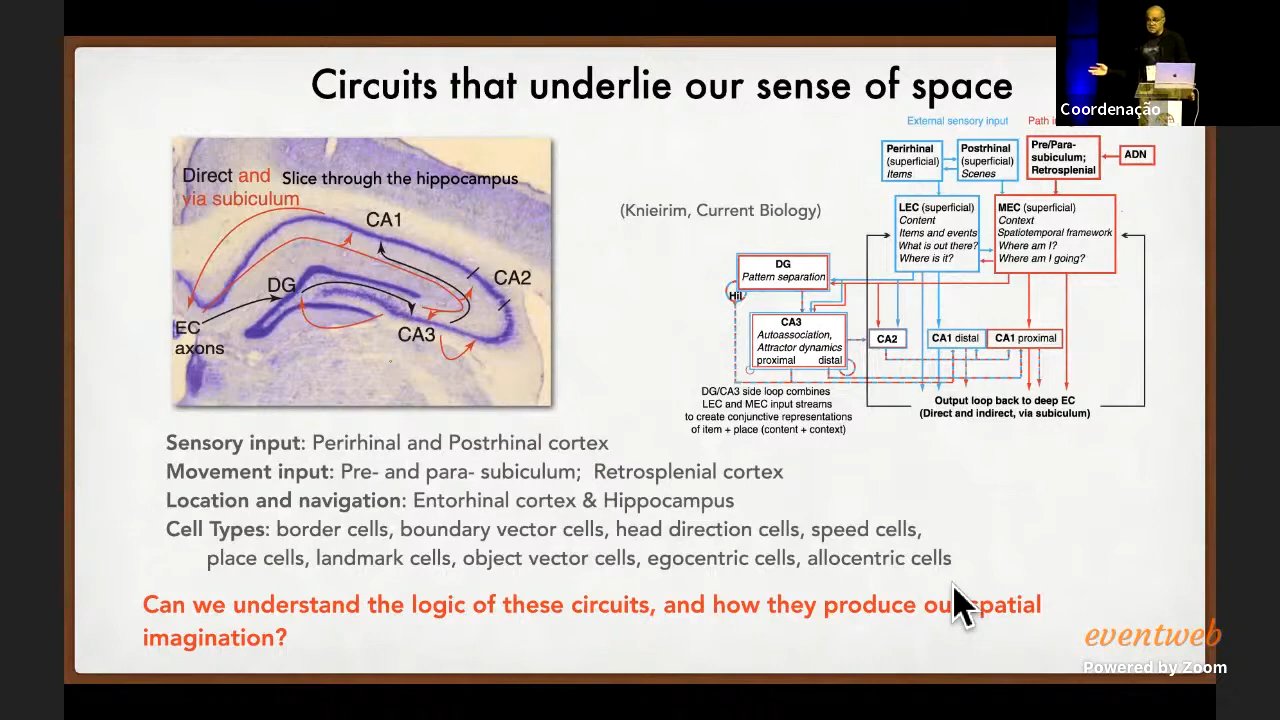 Circuits that underlie our sense of space
Coordenação
Direct and
via subiculum
Slice through the hippocampus
CA1
CA2
DG
CA3
EC
axons
(Knierim, Current Biology)
External sensory input
Path
Perirhinal
(superficial)
Items
Postrhinal
(superficial)
Scenes
Pre/Para-
subiculum;
Retrosplenial
ADN
LEC (superficial)
Content
Items and events
What is out there?
Where is it?
MEC (superficial)
Context
Spatiotemporal framework
Where am I?
Where am I going?
DG
Pattern separation
Hil
CA3
Autoassociation,
Attractor dynamics
proximal distal
CA2
CA1 distal
CA1 proximal
DG/CA3 side loop combines
LEC and MEC input streams
to create conjunctive representations
of item + place (content + context)
Output loop back to deep EC
(Direct and indirect, via subiculum)
Sensory input: Perirhinal and Postrhinal cortex
Movement input: Pre- and para- subiculum; Retrosplenial cortex
Location and navigation: Entorhinal cortex & Hippocampus
Cell Types: border cells, boundary vector cells, head direction cells, speed cells,
place cells, landmark cells, object vector cells, egocentric cells, allocentric cells
Can we understand the logic of these circuits, and how they produce our spatial
imagination?
eventweb
Powered by Zoom